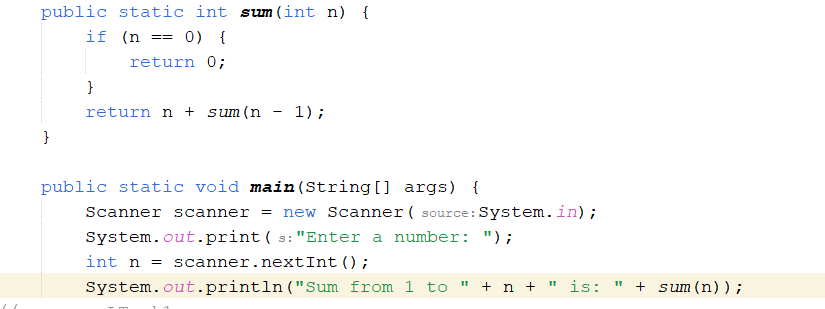 public static int sum(int n) {
if (n == 0) {
return 0;
}
return n + sum(n - 1);
}
public static void main(String[] args) {
Scanner scanner = new Scanner( source:System.in);
System.out.print( s:"Enter a number: ");
int n = scanner.nextInt();
System.out.println("Sum from 1 to " + n + " is: " + sum(n));
//